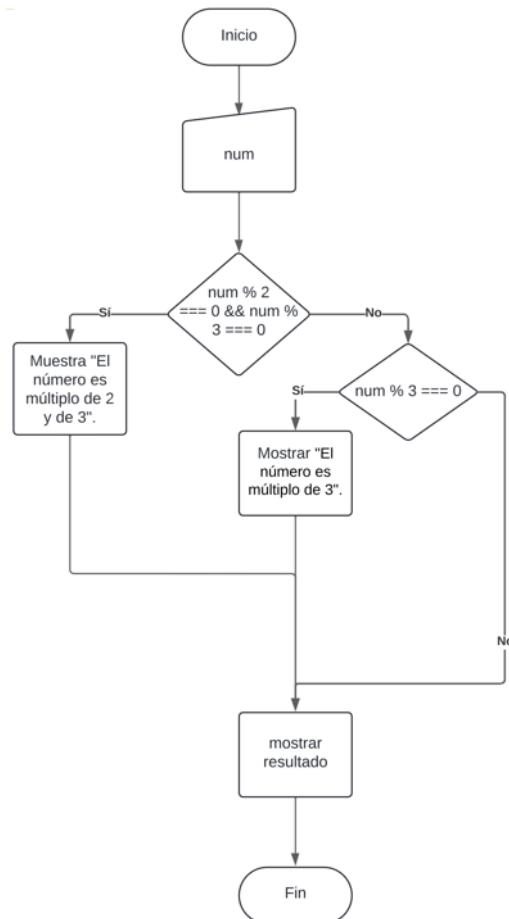 Inicio
num
num % 2
=== 0 && num %
3 === 0
Sí
No
Muestra "El
número es
múltiplo de 2
y de 3".
num % 3 === 0
Sí
Mostrar "El
número es
múltiplo de 3".
No
mostrar
resultado
Fin